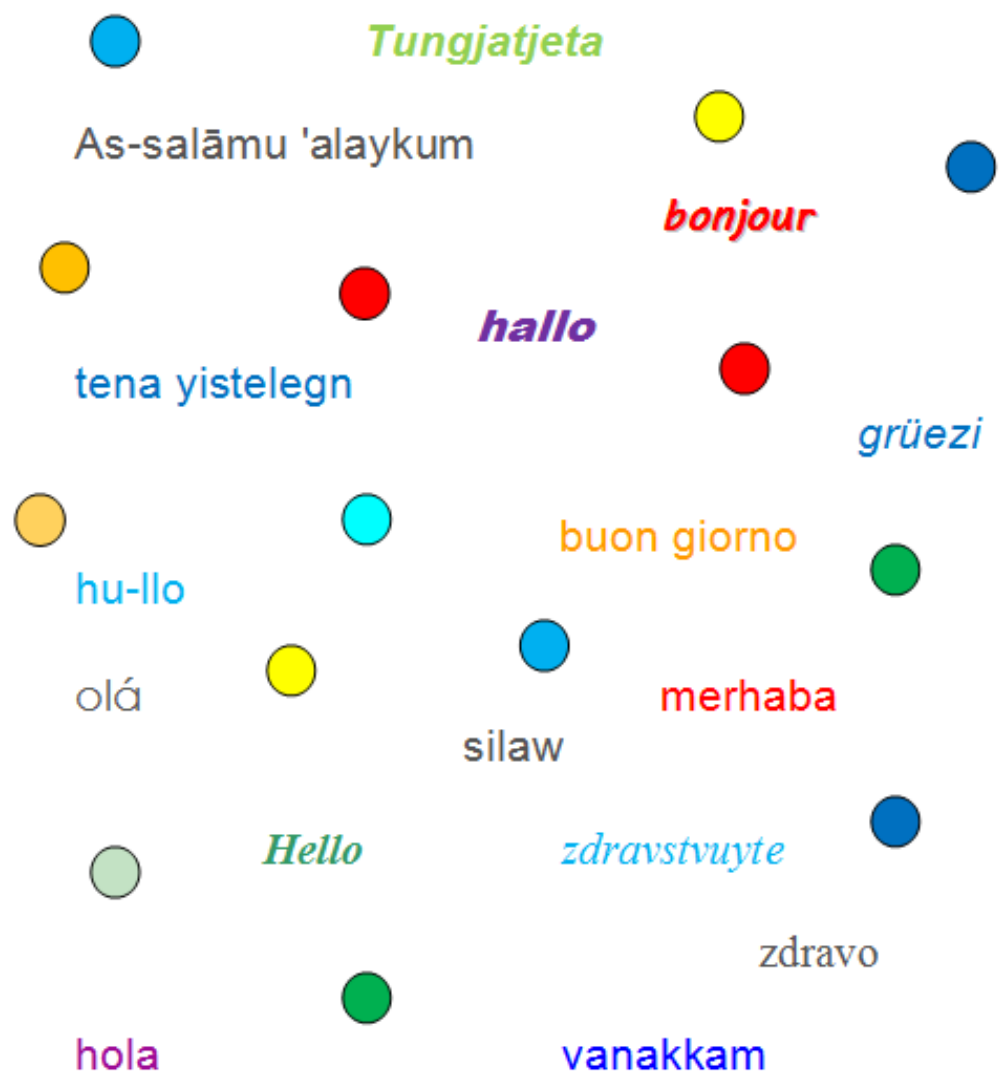 Tungjatjeta
As-salāmu 'alaykum
bonjour
hallo
tena yistelegn
grüezi
buon giorno
hu-llo
olá
merhaba
silaw
Hello
zdravstvuyte
zdravo
hola
vanakkam